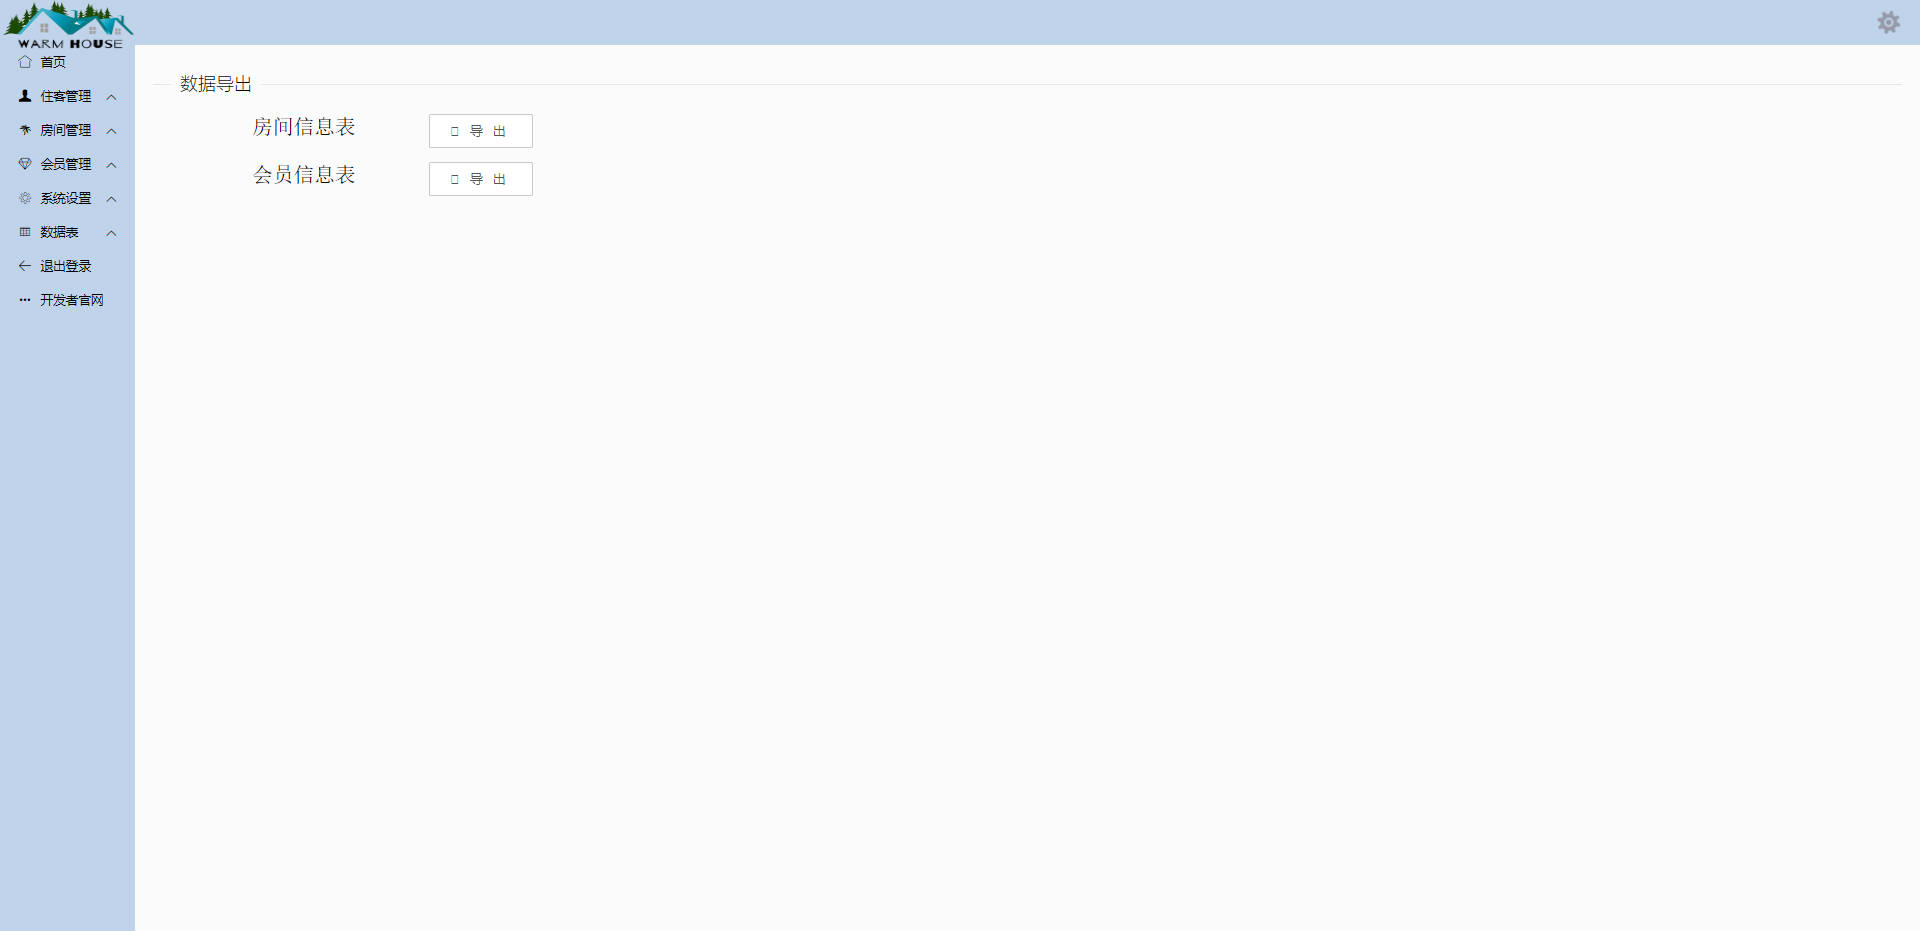 WARM HOUSE
首页
住客管理
房间管理
会员管理
系统设置
数据表
退出登录
开发者官网
数据导出
房间信息表 导 出
会员信息表 导 出